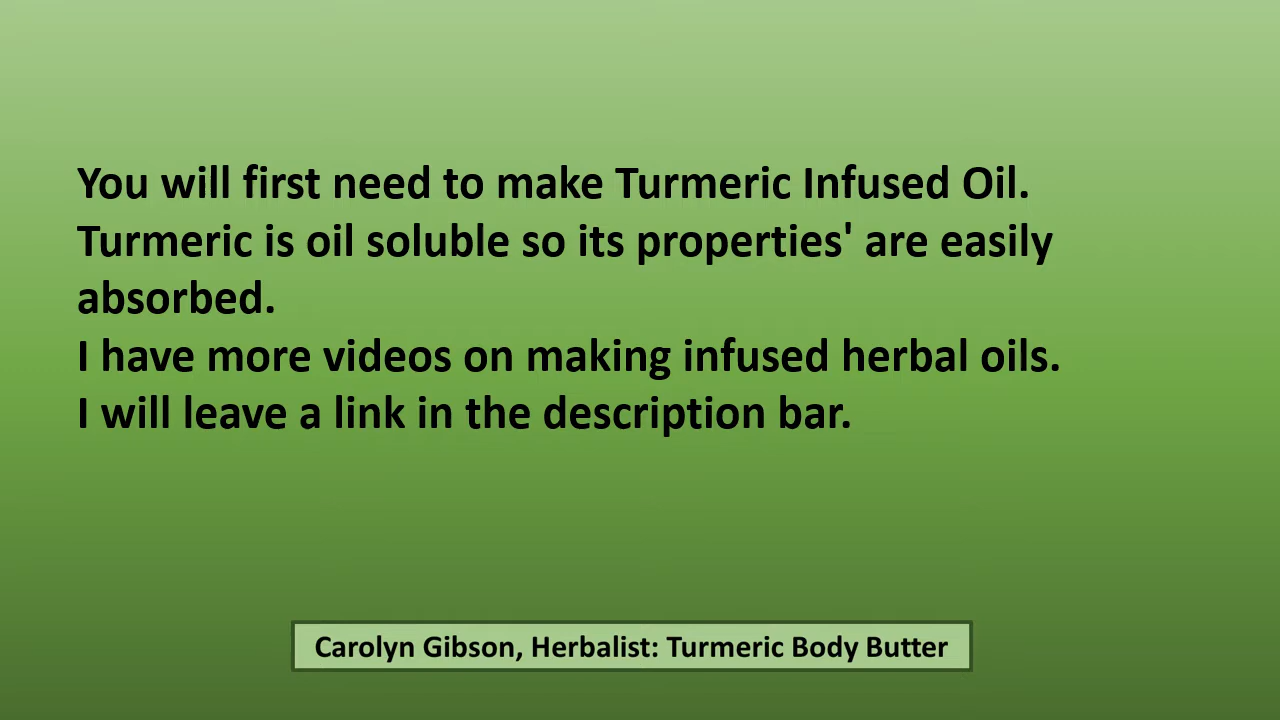 You will first need to make Turmeric Infused Oil.
Turmeric is oil soluble so its properties' are easily
absorbed.
I have more videos on making infused herbal oils.
I will leave a link in the description bar.
Carolyn Gibson, Herbalist: Turmeric Body Butter